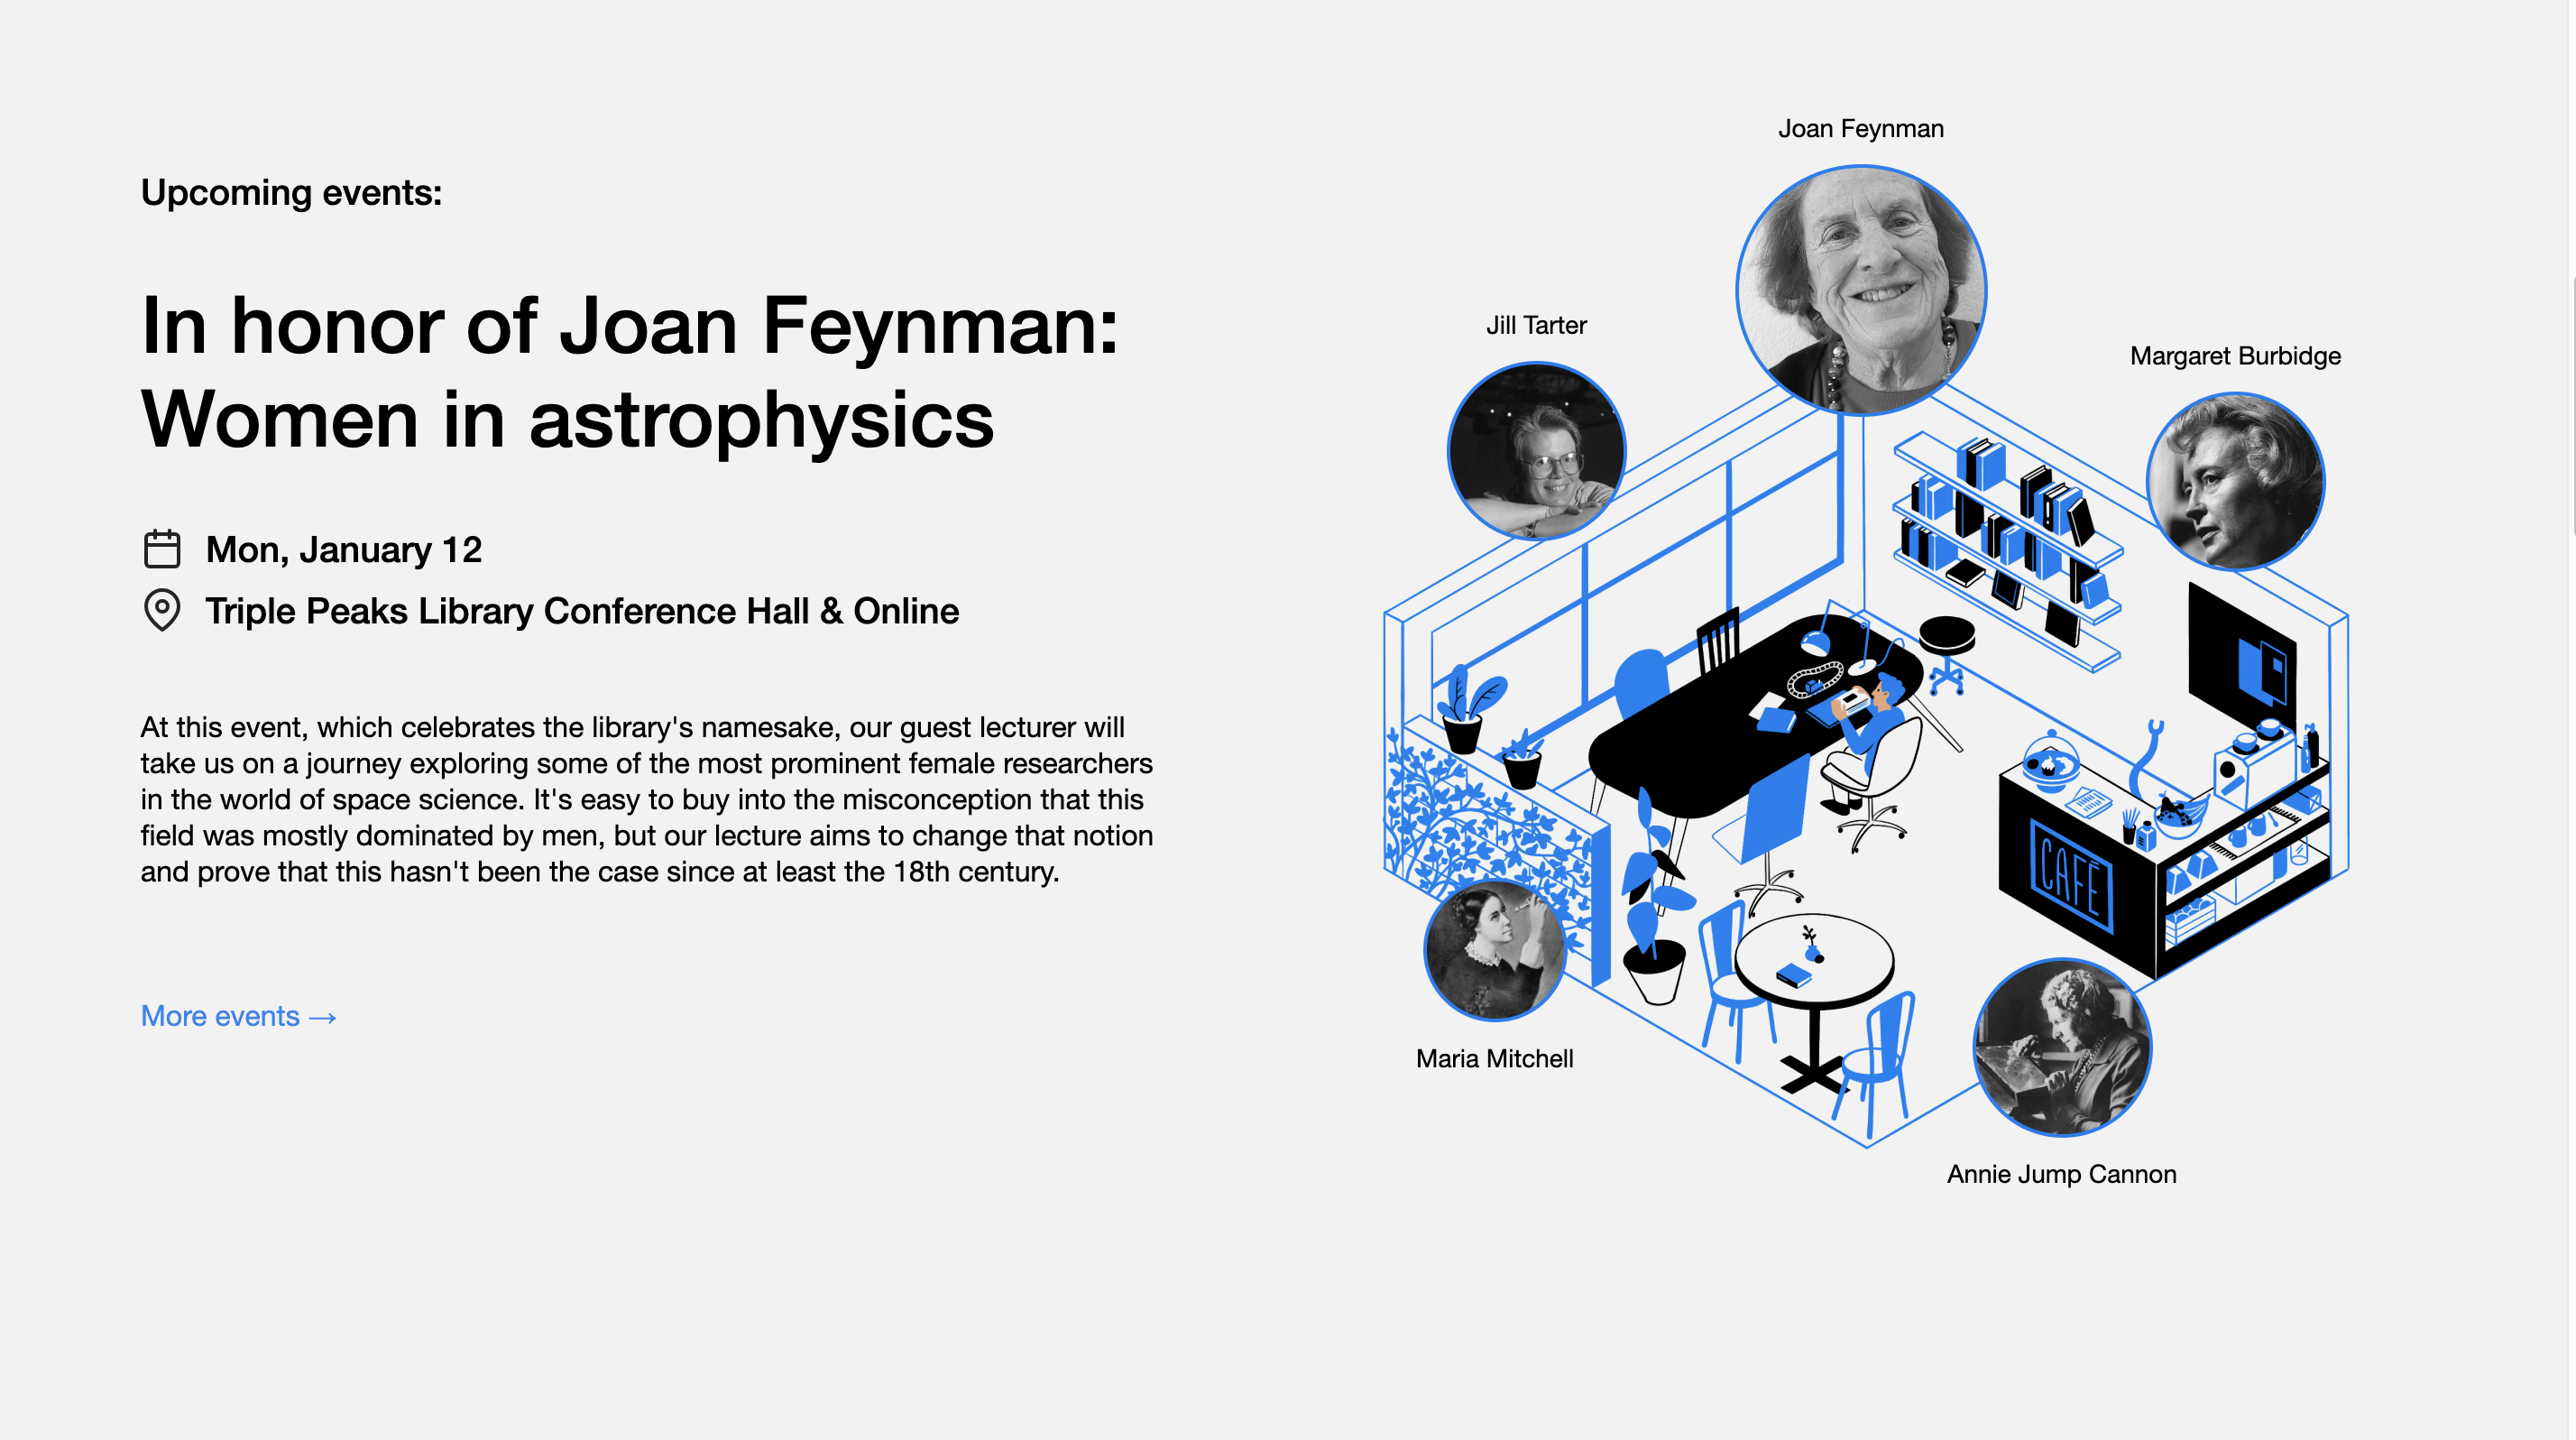 Upcoming events:
In honor of Joan Feynman:
Women in astrophysics
Mon, January 12
Triple Peaks Library Conference Hall & Online
At this event, which celebrates the library's namesake, our guest lecturer will
take us on a journey exploring some of the most prominent female researchers
in the world of space science. It's easy to buy into the misconception that this
field was mostly dominated by men, but our lecture aims to change that notion
and prove that this hasn't been the case since at least the 18th century.
More events →
Joan Feynman
Jill Tarter
Margaret Burbidge
CAFÉ
Maria Mitchell
Annie Jump Cannon